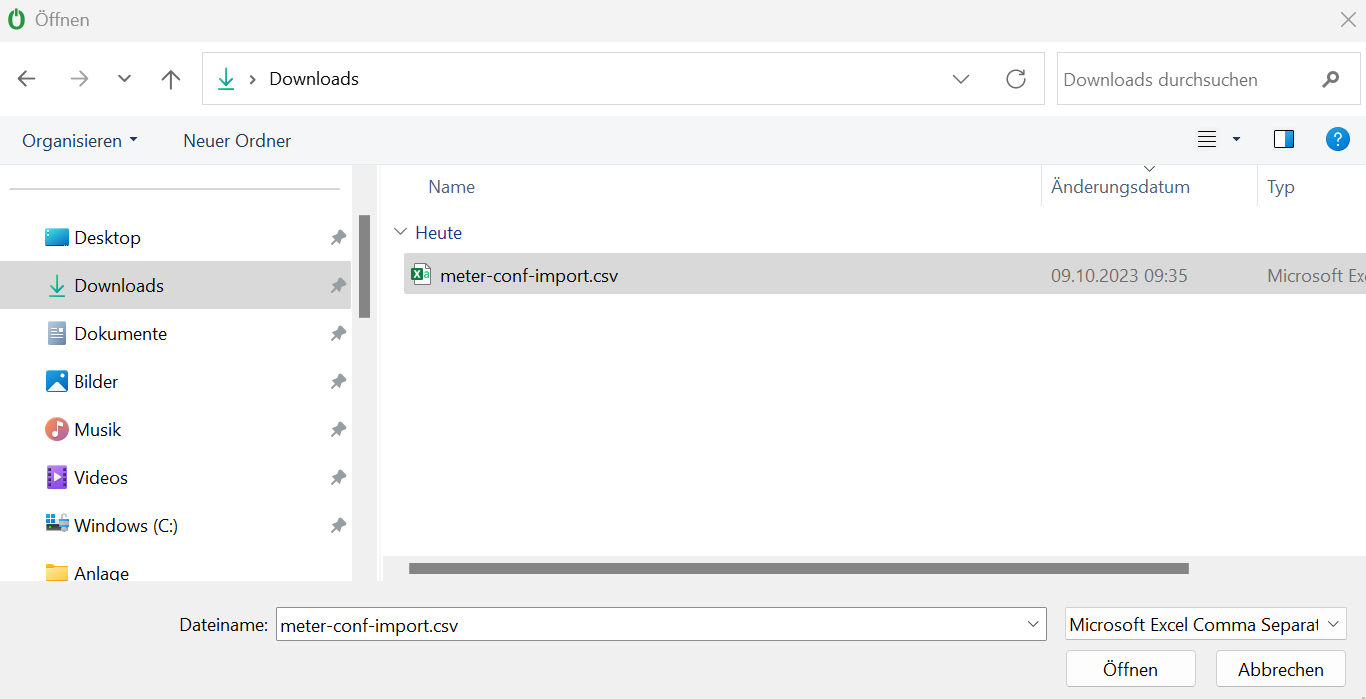 Öffnen
Downloads
Downloads durchsuchen
Organisieren Neuer Ordner
Name Änderungsdatum Typ
Heute
meter-conf-import.csv 09.10.2023 09:35 Microsoft Ex
Desktop
Downloads
Dokumente
Bilder
Musik
Videos
Windows (C:)
Anlage
Dateiname: meter-conf-import.csv Microsoft Excel Comma Separat
Öffnen Abbrechen